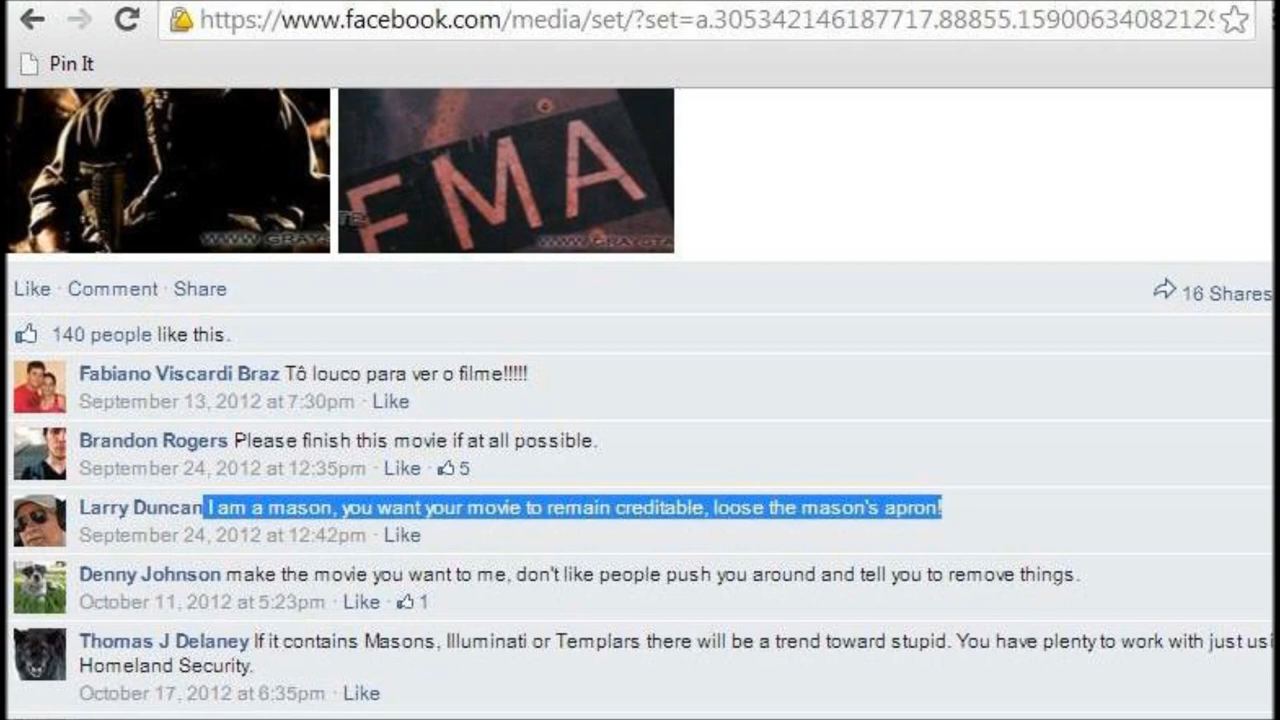 https://www.facebook.com/media/set/?set=a.305342146187717.88855.15900634082129
Pin It
FMA
Like · Comment · Share
16 Shares
140 people like this.
Fabiano Viscardi Braz Tô louco para ver o filme!!!!!
September 13, 2012 at 7:30pm · Like
Brandon Rogers Please finish this movie if at all possible.
September 24, 2012 at 12:35pm · Like · 5
Larry Duncan I am a mason, you want your movie to remain creditable, loose the mason's apron!
September 24, 2012 at 12:42pm · Like
Denny Johnson make the movie you want to me, don't like people push you around and tell you to remove things.
October 11, 2012 at 5:23pm · Like · 1
Thomas J Delaney If it contains Masons, Illuminati or Templars there will be a trend toward stupid. You have plenty to work with just usi
Homeland Security.
October 17, 2012 at 6:35pm · Like